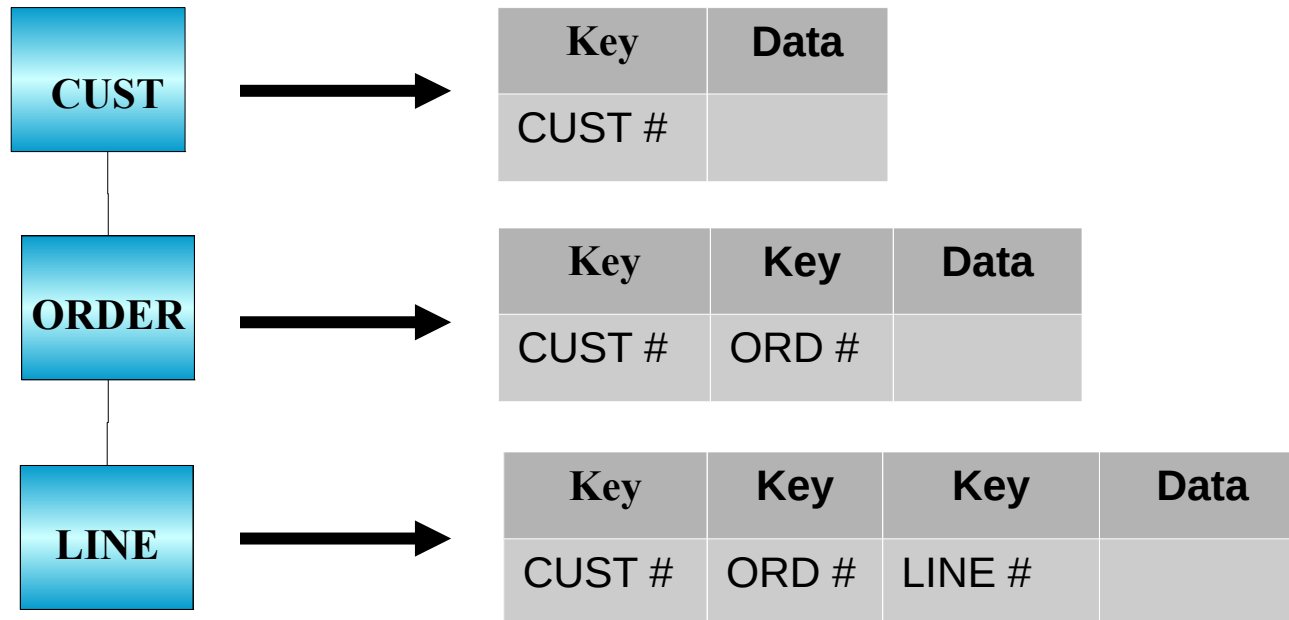 CUST
Key Data
CUST #
ORDER
Key Key Data
CUST # ORD #
LINE
Key Key Key Data
CUST # ORD # LINE #